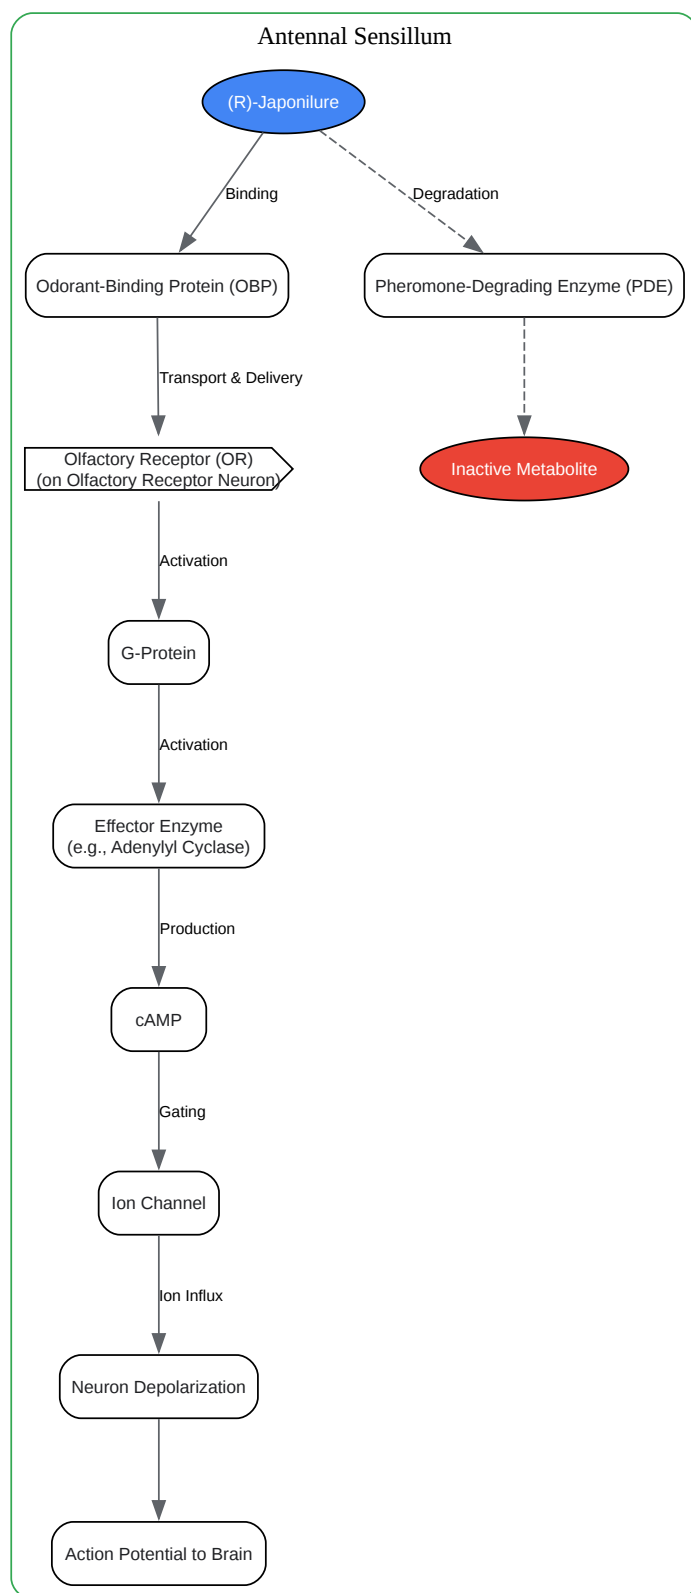 Antennal Sensillum
(R)-Japonilure
Binding
Degradation
Odorant-Binding Protein (OBP)
Pheromone-Degrading Enzyme (PDE)
Transport & Delivery
Olfactory Receptor (OR)
(on Olfactory Receptor Neuron)
Inactive Metabolite
Activation
G-Protein
Activation
Effector Enzyme
(e.g., Adenylyl Cyclase)
Production
cAMP
Gating
Ion Channel
Ion Influx
Neuron Depolarization
Action Potential to Brain